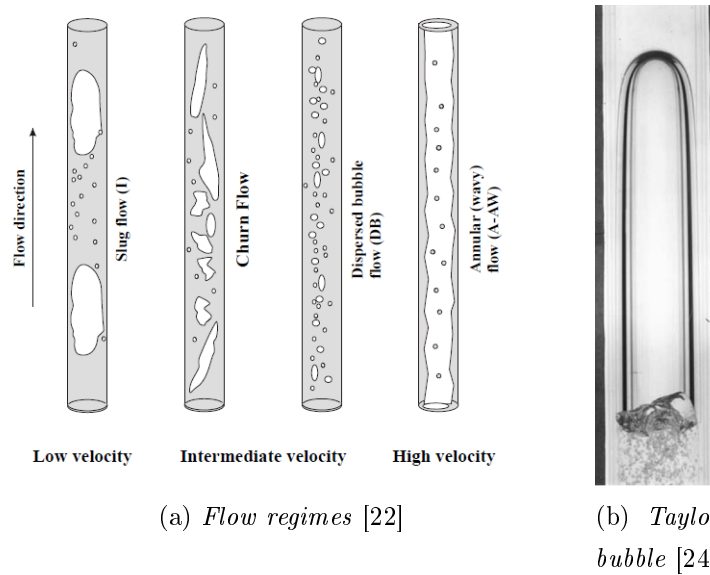 Flow direction
Slug flow (I)
Churn Flow
Dispersed bubble
flow (DB)
Annular (wavy)
flow (A-AW)
Low velocity
Intermediate velocity
High velocity
(a) Flow regimes [22]
(b) Taylo
bubble [24